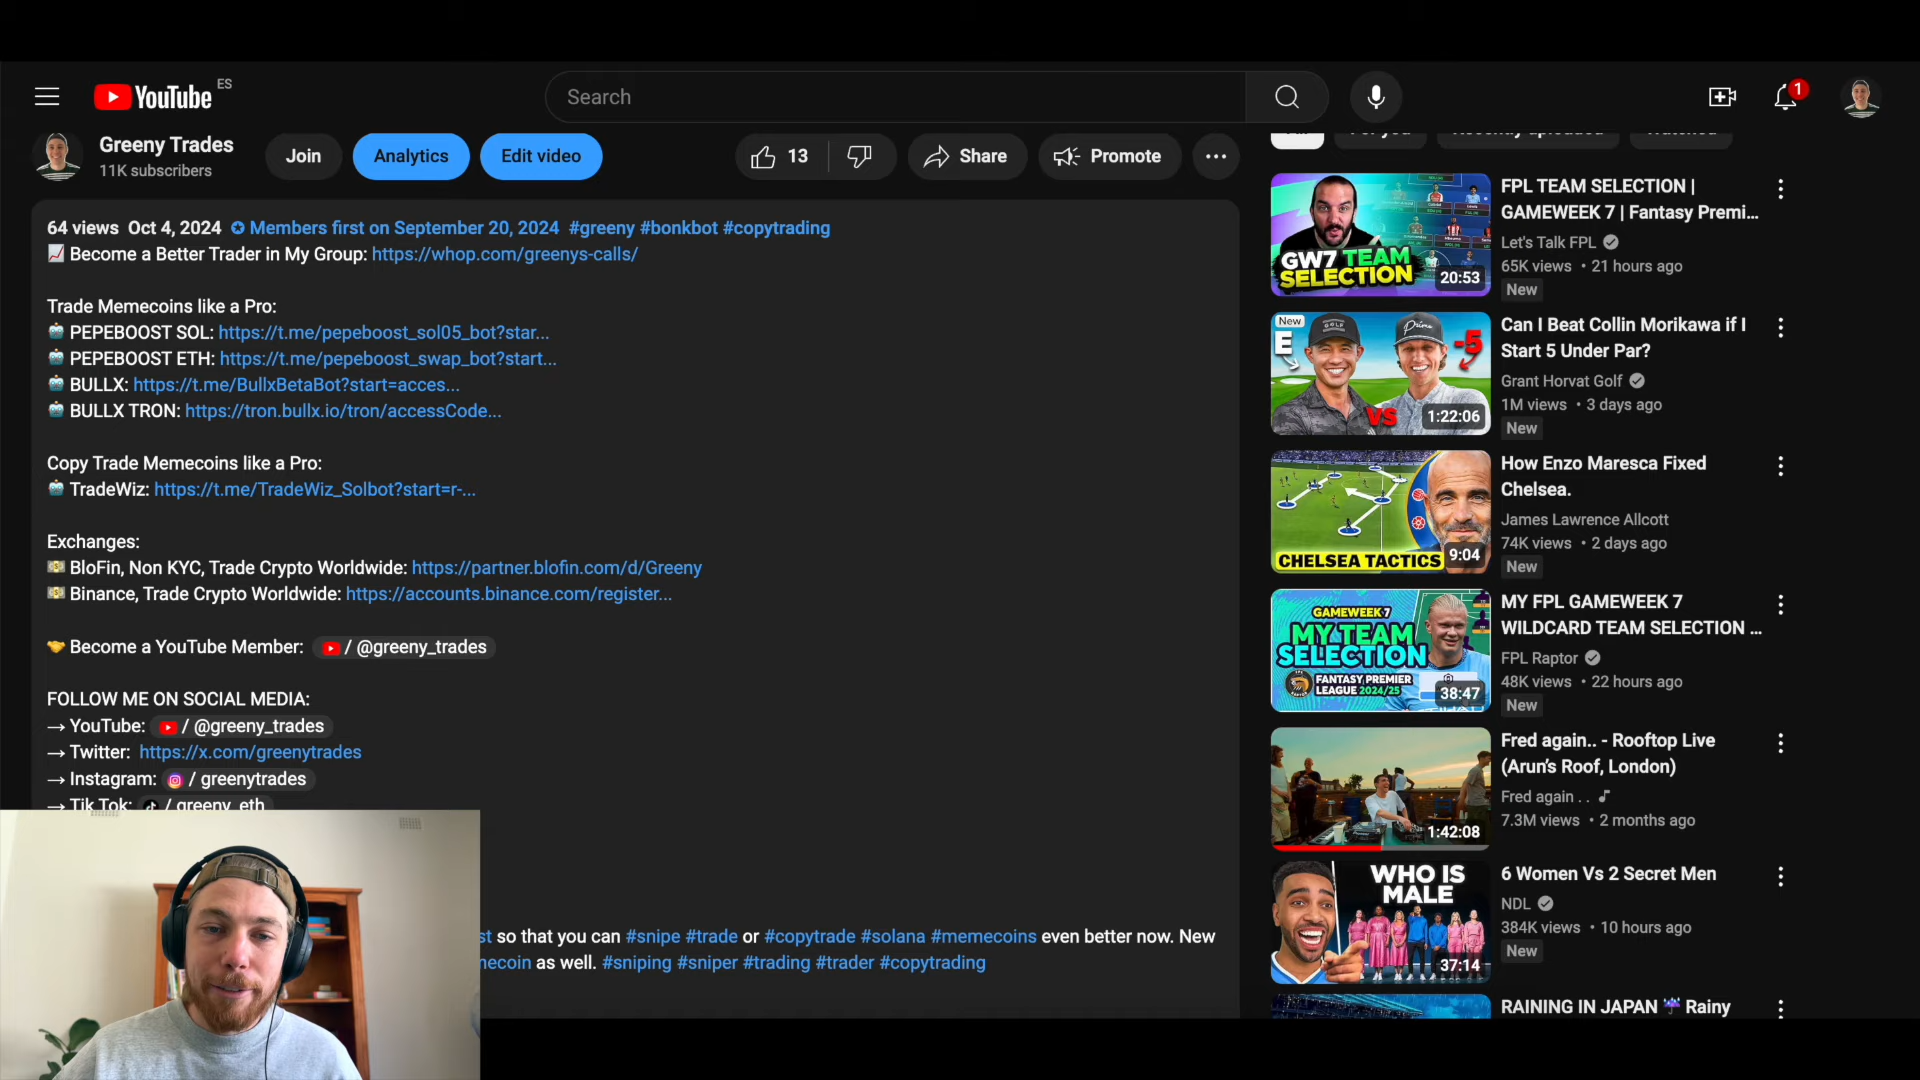 YouTube ES
Search
1
Greeny Trades
11K subscribers
Join
Analytics
Edit video
13
Share
Promote
64 views Oct 4, 2024 Members first on September 20, 2024 #greeny #bonkbot #copytrading
Become a Better Trader in My Group: https://whop.com/greenys-calls/
Trade Memecoins like a Pro:
PEPEBOOST SOL: https://t.me/pepeboost_sol05_bot?star...
PEPEBOOST ETH: https://t.me/pepeboost_swap_bot?start...
BULLX: https://t.me/BullxBetaBot?start=acces...
BULLX TRON: https://tron.bullx.io/tron/accessCode...
Copy Trade Memecoins like a Pro:
TradeWiz: https://t.me/TradeWiz_Solbot?start=r-...
Exchanges:
BloFin, Non KYC, Trade Crypto Worldwide: https://partner.blofin.com/d/Greeny
Binance, Trade Crypto Worldwide: https://accounts.binance.com/register...
Become a YouTube Member: / @greeny_trades
FOLLOW ME ON SOCIAL MEDIA:
→ YouTube: / @greeny_trades
→ Twitter: https://x.com/greenytrades
→ Instagram: / greenytrades
→ Tik Tok: / greeny_eth
st so that you can #snipe #trade or #copytrade #solana #memecoins even better now. New
necoin as well. #sniping #sniper #trading #trader #copytrading
GW7 TEAM
SELECTION
20:53
FPL TEAM SELECTION |
GAMEWEEK 7 | Fantasy Premi...
Let's Talk FPL
65K views • 21 hours ago
New
New
E
GOLF
-5
VS
1:22:06
Can I Beat Collin Morikawa if I
Start 5 Under Par?
Grant Horvat Golf
1M views • 3 days ago
New
CHELSEA TACTICS
9:04
How Enzo Maresca Fixed
Chelsea.
James Lawrence Allcott
74K views • 2 days ago
New
GAMEWEEK 7
MY TEAM
SELECTION
FANTASY PREMIER
LEAGUE 2024/25
38:47
MY FPL GAMEWEEK 7
WILDCARD TEAM SELECTION ...
FPL Raptor
48K views • 22 hours ago
New
1:42:08
Fred again.. - Rooftop Live
(Arun's Roof, London)
Fred again . .
7.3M views • 2 months ago
WHO IS
MALE
37:14
6 Women Vs 2 Secret Men
NDL
384K views • 10 hours ago
New
RAINING IN JAPAN Rainy